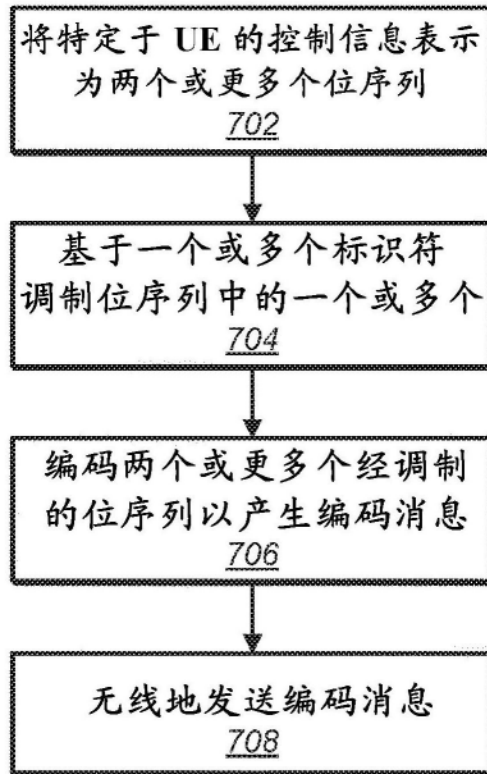 将特定于 UE 的控制信息表示
为两个或更多个位序列
702
基于一个或多个标识符
调制位序列中的一个或多个
704
编码两个或更多个经调制
的位序列以产生编码消息
706
无线地发送编码消息
708